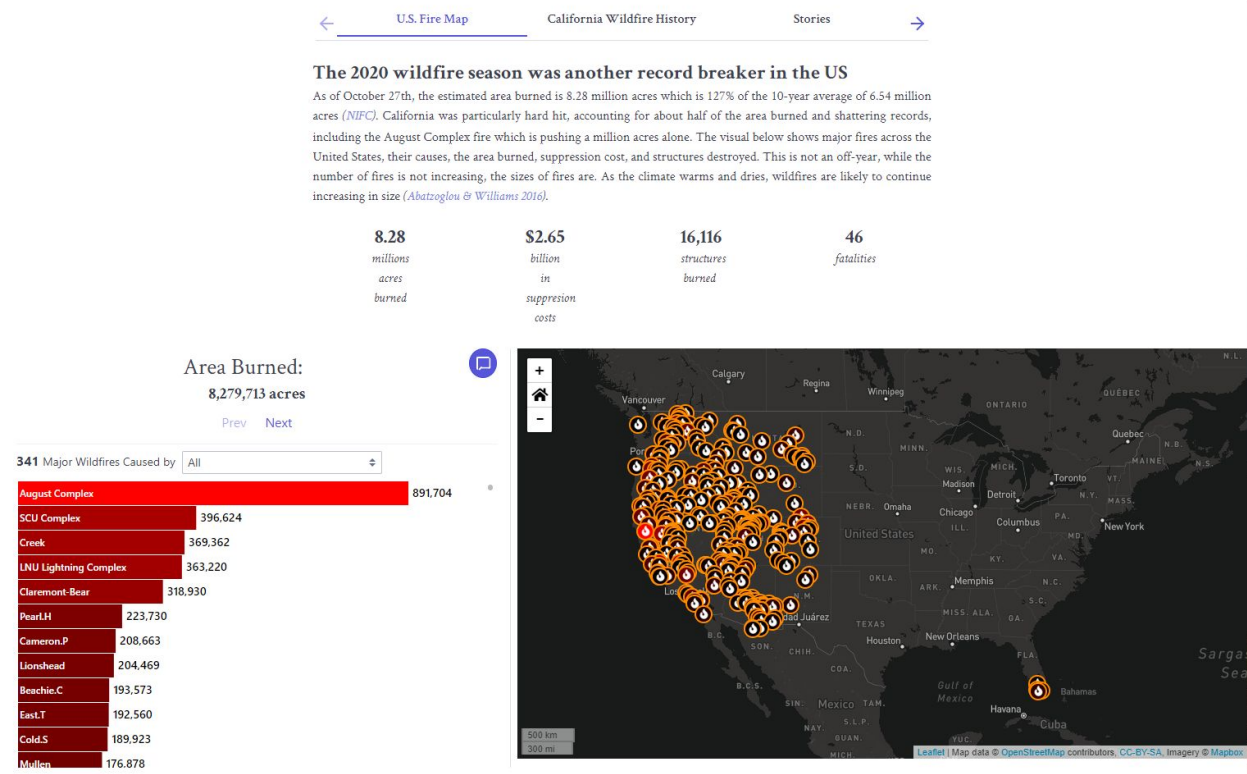 U.S. Fire Map
California Wildfire History
Stories
The 2020 wildfire season was another record breaker in the US
As of October 27th, the estimated area burned is 8.28 million acres which is 127% of the 10-year average of 6.54 million
acres (NIFC). California was particularly hard hit, accounting for about half of the area burned and shattering records,
including the August Complex fire which is pushing a million acres alone. The visual below shows major fires across the
United States, their causes, the area burned, suppression cost, and structures destroyed. This is not an off-year, while the
number of fires is not increasing, the sizes of fires are. As the climate warms and dries, wildfires are likely to continue
increasing in size (Abatzoglou & Williams 2016).
8.28
millions
acres
burned
$2.65
billion
in
suppresion
costs
16,116
structures
burned
46
fatalities
Area Burned:
8,279,713 acres
Prev Next
341 Major Wildfires Caused by All
August Complex 891,704
SCU Complex 396,624
Creek 369,362
LNU Lightning Complex 363,220
Claremont-Bear 318,930
Pearl.H 223,730
Cameron.P 208,663
Lionshead 204,469
Beachie.C 193,573
East.T 192,560
Cold.S 189,923
Mullen 176,878
+
-
N.L.
Calgary
Regina
Winnipeg
Vancouver
ONTARIO
QUÉBEC
Quebec
N.B.
MAINE
N.S.
Por
N.D.
MINN.
S.D.
WIS.
MICH.
Toronto
VT.
Madison
Detroit
N.Y.
MASS.
NEBR.
Omaha
Chicago
ILL.
Columbus
PA.
New York
MD.
United States
MO.
KY.
VA.
OKLA.
ARK.
Memphis
N.C.
Los
N.M.
MISS.
ALA.
GA.
S.C.
dad Juárez
TEXAS
B.C.
SON.
CHIH.
Houston
New Orleans
FLA.
COA.
B.C.S.
Gulf of
Mexico
Bahamas
Sargas
Sea
SIN.
Mexico
TAM.
Havana
Cuba
NAY.
S.L.P.
GUAN.
YUC.
MICH.
500 km
300 mi
Leaflet | Map data © OpenStreetMap contributors, CC-BY-SA, Imagery © Mapbox